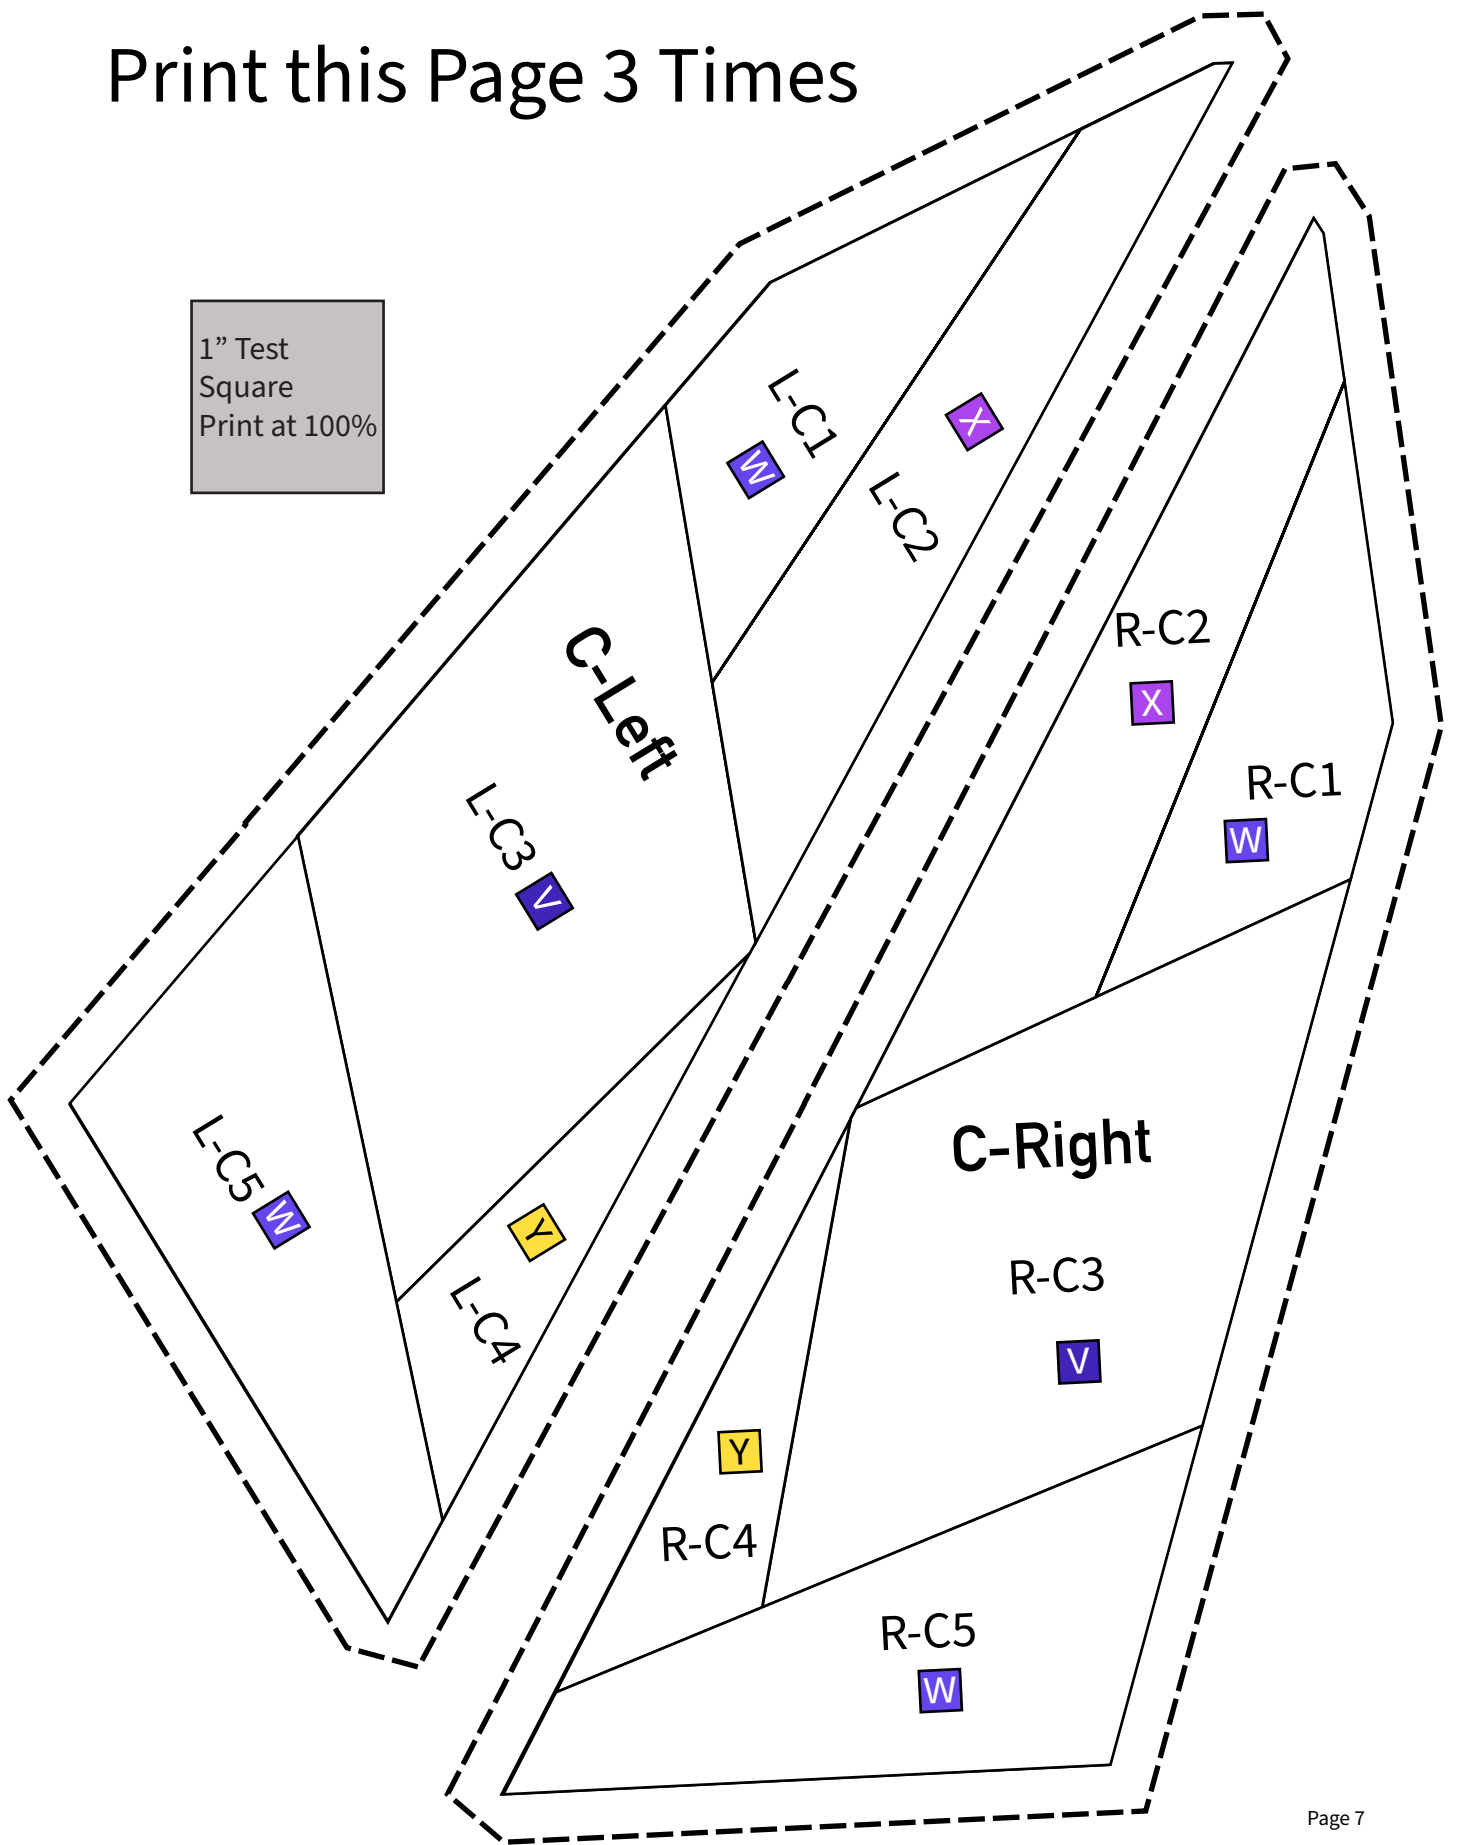 Print this Page 3 Times
1” Test
Square
Print at 100%
L-C1
W
X
L-C2
C-Left
L-C3
V
L-C5
W
Y
L-C4
R-C2
X
R-C1
W
C-Right
R-C3
V
Y
R-C4
R-C5
W
Page 7